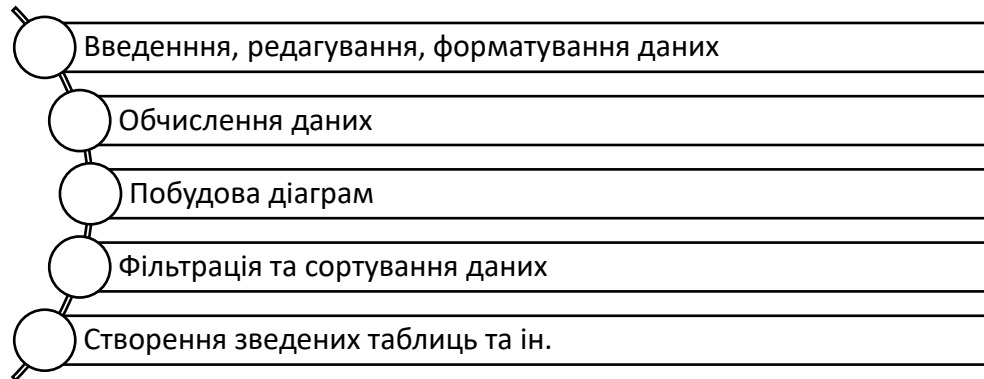 Введенння, редагування, форматування даних
Обчислення даних
Побудова діаграм
Фільтрація та сортування даних
Створення зведених таблиць та ін.